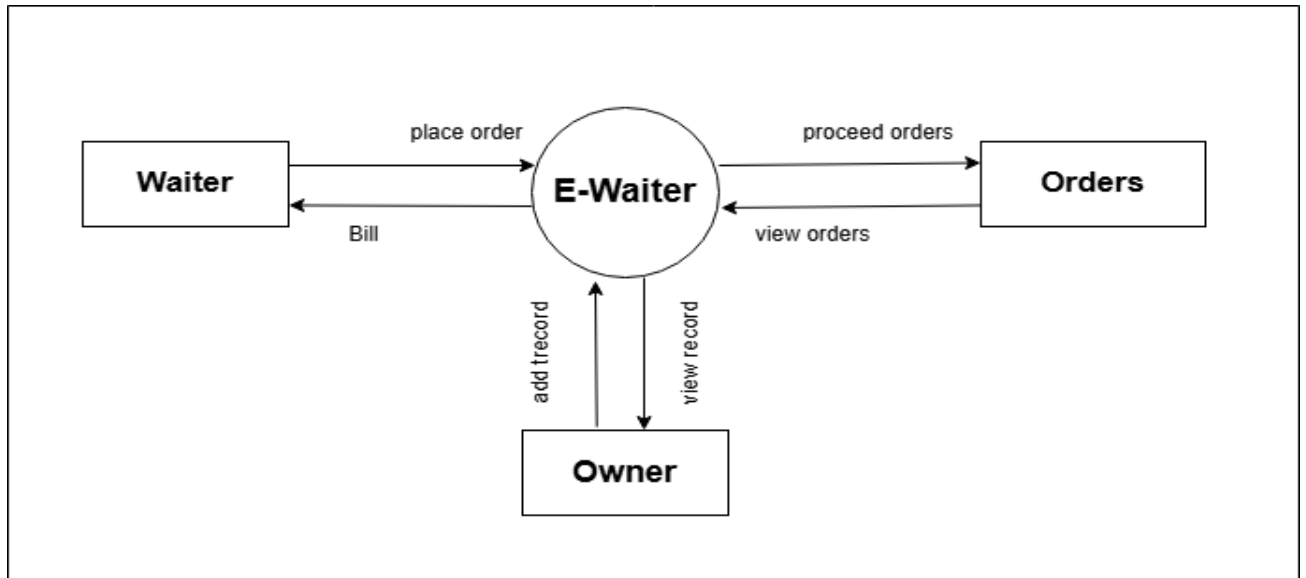 place order
proceed orders
Waiter
E-Waiter
Orders
Bill
view orders
add trecord
view record
Owner